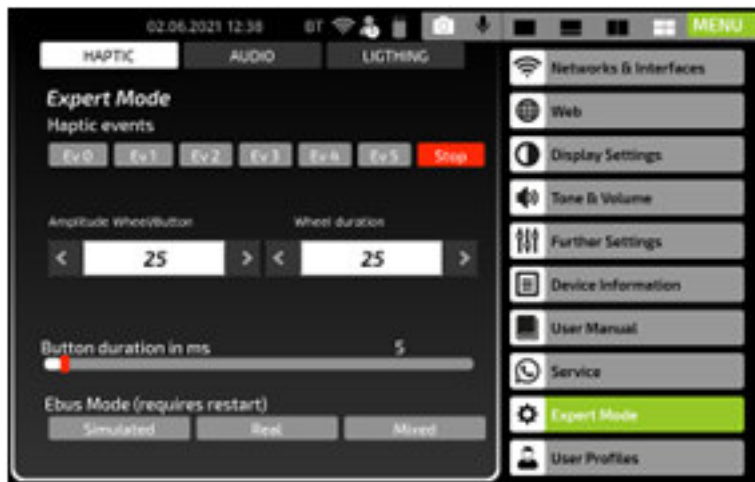 02.06.2021 12:38 BT MENU
HAPTIC AUDIO LIGTHING
Expert Mode
Haptic events
Ev 0 Ev 1 Ev 2 Ev 3 Ev 4 Ev 5 Stop
Amplitude Wheel/Button Wheel duration
< 25 > < 25 >
Button duration in ms 5
Ebus Mode (requires restart)
Simulated Real Mixed
Networks & Interfaces
Web
Display Settings
Tone & Volume
Further Settings
Device Information
User Manual
Service
Expert Mode
User Profiles